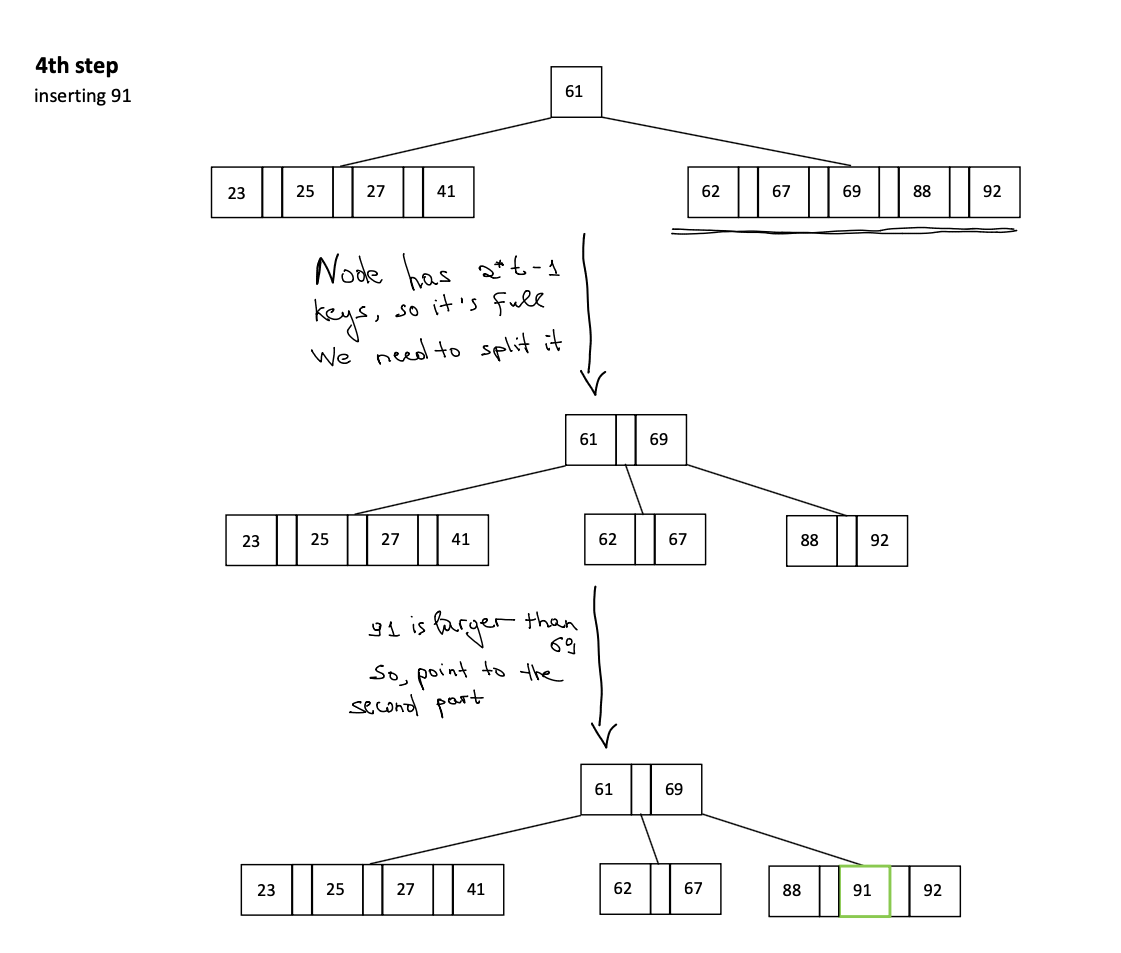 4th step
inserting 91
61
23 25 27 41 62 67 69 88 92
Node has 2*t-1
keys, so it's full
We need to split it
61 69
23 25 27 41 62 67 88 92
91 is larger than
69
So, point to the
second part
61 69
23 25 27 41 62 67 88 91 92